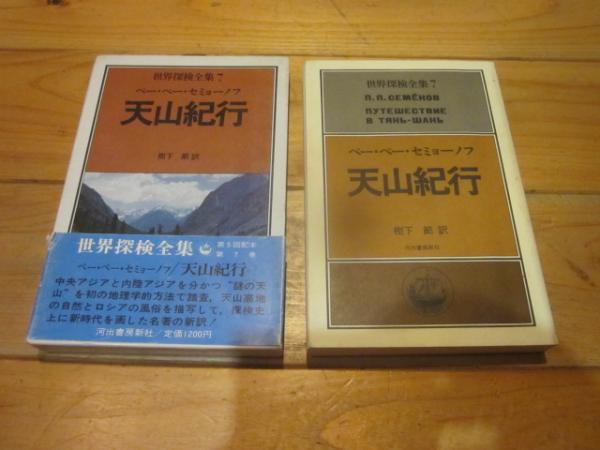 世界探検全集 7
ペー・ペー・セミョーノフ
天山紀行
樹下 節 訳
世界探検全集
第5回配本
第 7 巻
ペー・ペー・セミョーノフ/天山紀行
中央アジアと内陸アジアを分かつ“謎の天
山”を初の地理学的方法で踏査，天山高地
の自然とロシアの風俗を描写して，探検史
上に新時代を画した名著の新訳！
河出書房新社/定価1200円
世界探検全集 7
П.П.СЕМЁНОВ
ПУТЕШЕСТВИЕ
В ТЯНЬ-ШАНЬ
ペー・ペー・セミョーノフ
天山紀行
樹下 節 訳
河出書房新社